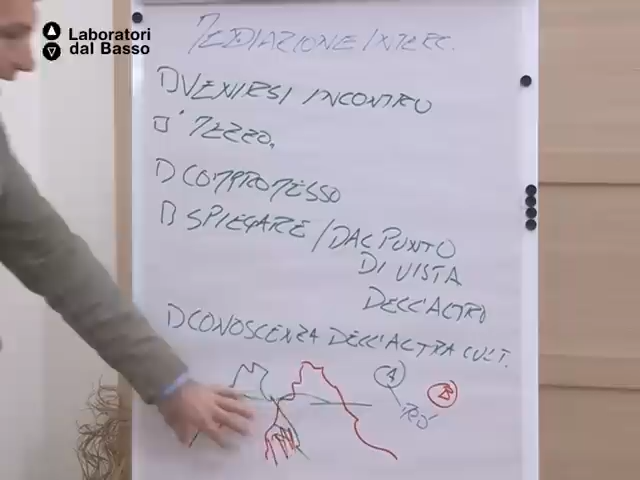 Laboratori
dal Basso
MEDIAZIONE INTERC.
VENIRSI INCONTRO
MEZZO.
COMPROMESSO
SPIEGARE / DAL PUNTO
DI VISTA
DELL'ALTRO
CONOSCENZA DELL'ALTRA CULT.
A
B